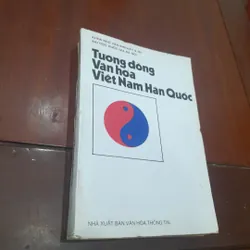 Tương đồng
Văn hóa
Việt Nam Hàn Quốc
NHÀ XUẤT BẢN VĂN HÓA THÔNG TIN